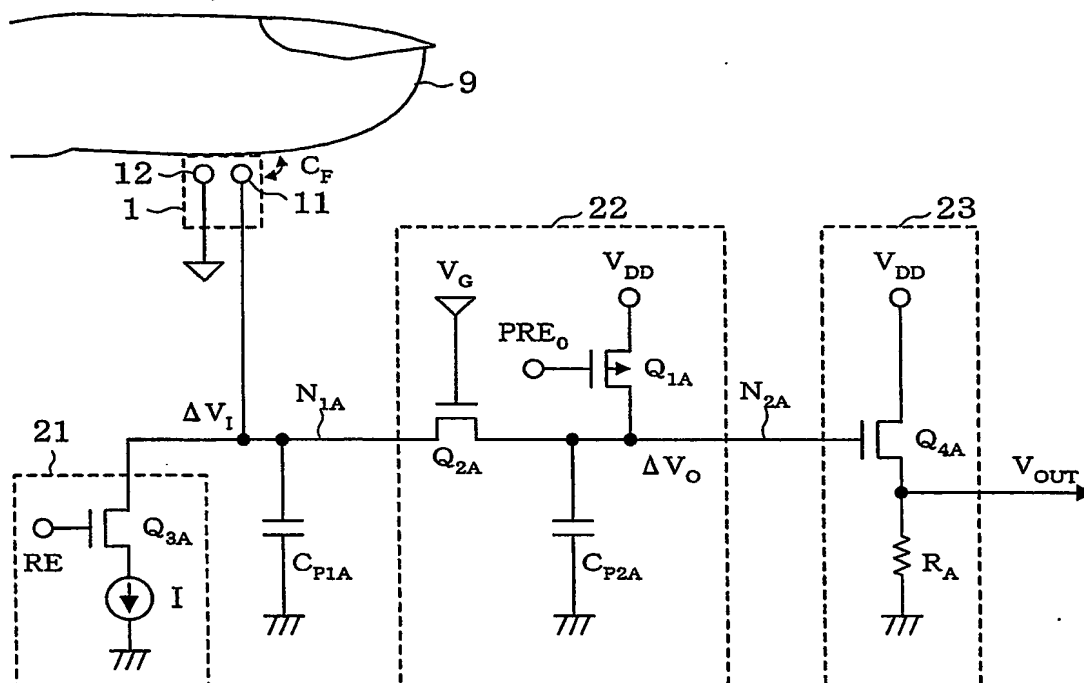 9
12
C_F
11
1
22
23
V_G
V_DD
V_DD
PRE_0
Q_1A
N_1A
N_2A
ΔV_I
21
Q_2A
ΔV_O
Q_4A
V_OUT
Q_3A
RE
C_P1A
C_P2A
R_A
I